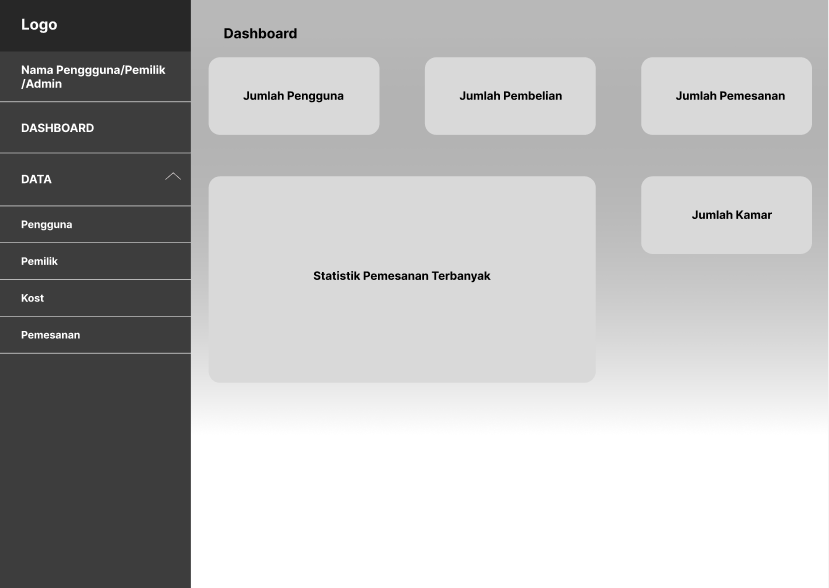 Logo
Nama Penggguna/Pemilik
/Admin
DASHBOARD
DATA
Pengguna
Pemilik
Kost
Pemesanan
Dashboard
Jumlah Pengguna
Jumlah Pembelian
Jumlah Pemesanan
Statistik Pemesanan Terbanyak
Jumlah Kamar